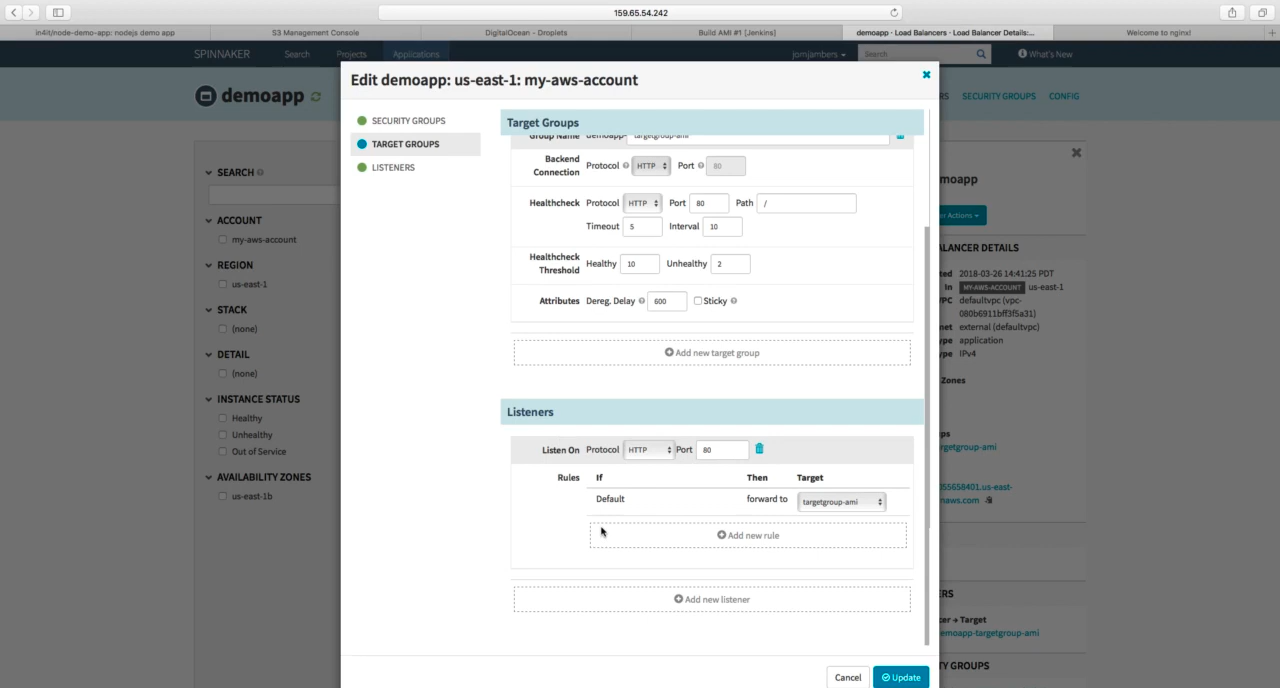 159.65.54.242
in4it/node-demo-app: nodejs demo app
S3 Management Console
DigitalOcean - Droplets
Build AMI #1 [Jenkins]
demoapp · Load Balancers · Load Balancer Details:...
Welcome to nginx!
SPINNAKER
Search
Projects
Applications
jomjambers
Search
What's New
demoapp
RS
SECURITY GROUPS
CONFIG
Edit demoapp: us-east-1: my-aws-account
SECURITY GROUPS
TARGET GROUPS
LISTENERS
SEARCH
ACCOUNT
my-aws-account
REGION
us-east-1
STACK
(none)
DETAIL
(none)
INSTANCE STATUS
Healthy
Unhealthy
Out of Service
AVAILABILITY ZONES
us-east-1b
Target Groups
Group Name demoapp- targetgroup-ami
Backend Connection Protocol HTTP Port 80
Healthcheck Protocol HTTP Port 80 Path /
Timeout 5 Interval 10
Healthcheck Threshold Healthy 10 Unhealthy 2
Attributes Dereg. Delay 600 Sticky
Add new target group
Listeners
Listen On Protocol HTTP Port 80
Rules If Then Target
Default forward to targetgroup-ami
Add new rule
Add new listener
Cancel
Update
moapp
er Actions
ALANCER DETAILS
ted 2018-03-26 14:41:25 PDT
In MY-AWS-ACCOUNT us-east-1
PC defaultvpc (vpc-
080b6911bff3f5a31)
net external (defaultvpc)
ype application
ype IPv4
Zones
ps
rgetgroup-ami
055658401.us-east-
naws.com
ERS
cer → Target
emoapp-targetgroup-ami
TY GROUPS